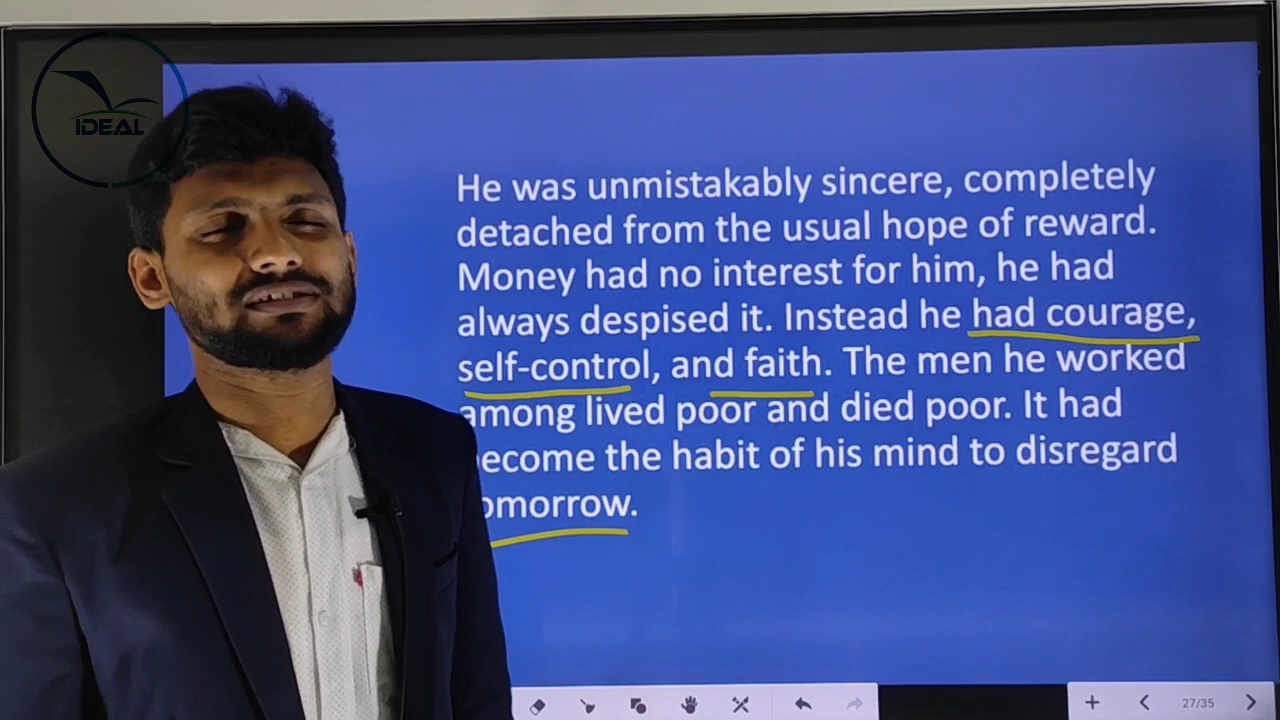 IDEAL
He was unmistakably sincere, completely
detached from the usual hope of reward.
Money had no interest for him, he had
always despised it. Instead he had courage,
self-control, and faith. The men he worked
among lived poor and died poor. It had
become the habit of his mind to disregard
tomorrow.
27/35